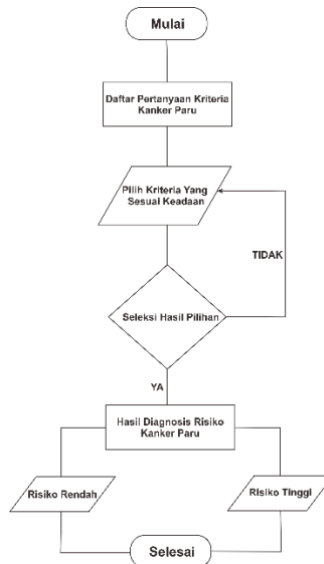 Mulai
Daftar Pertanyaan Kriteria
Kanker Paru
Pilih Kriteria Yang
Sesuai Keadaan
TIDAK
Seleksi Hasil Pilihan
YA
Hasil Diagnosis Risiko
Kanker Paru
Risiko Rendah
Risiko Tinggi
Selesai